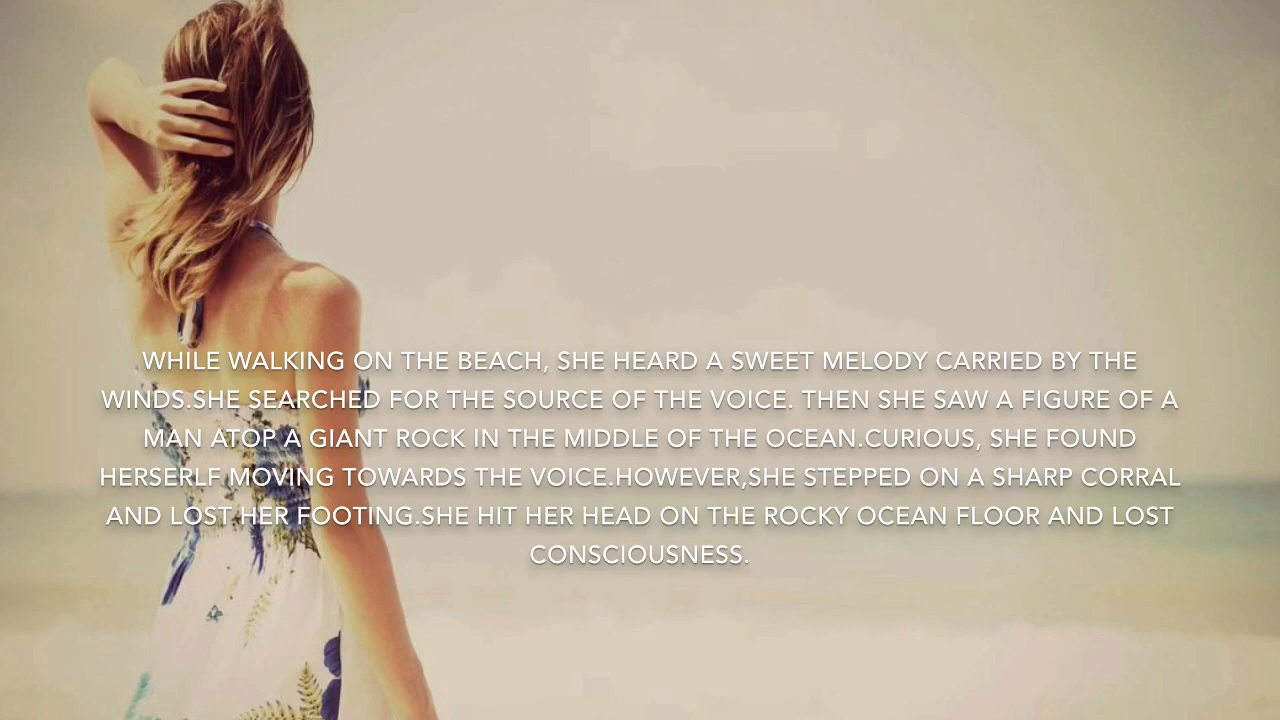 WHILE WALKING ON THE BEACH, SHE HEARD A SWEET MELODY CARRIED BY THE
WINDS.SHE SEARCHED FOR THE SOURCE OF THE VOICE. THEN SHE SAW A FIGURE OF A
MAN ATOP A GIANT ROCK IN THE MIDDLE OF THE OCEAN.CURIOUS, SHE FOUND
HERSERLF MOVING TOWARDS THE VOICE.HOWEVER,SHE STEPPED ON A SHARP CORRAL
AND LOST HER FOOTING.SHE HIT HER HEAD ON THE ROCKY OCEAN FLOOR AND LOST
CONSCIOUSNESS.